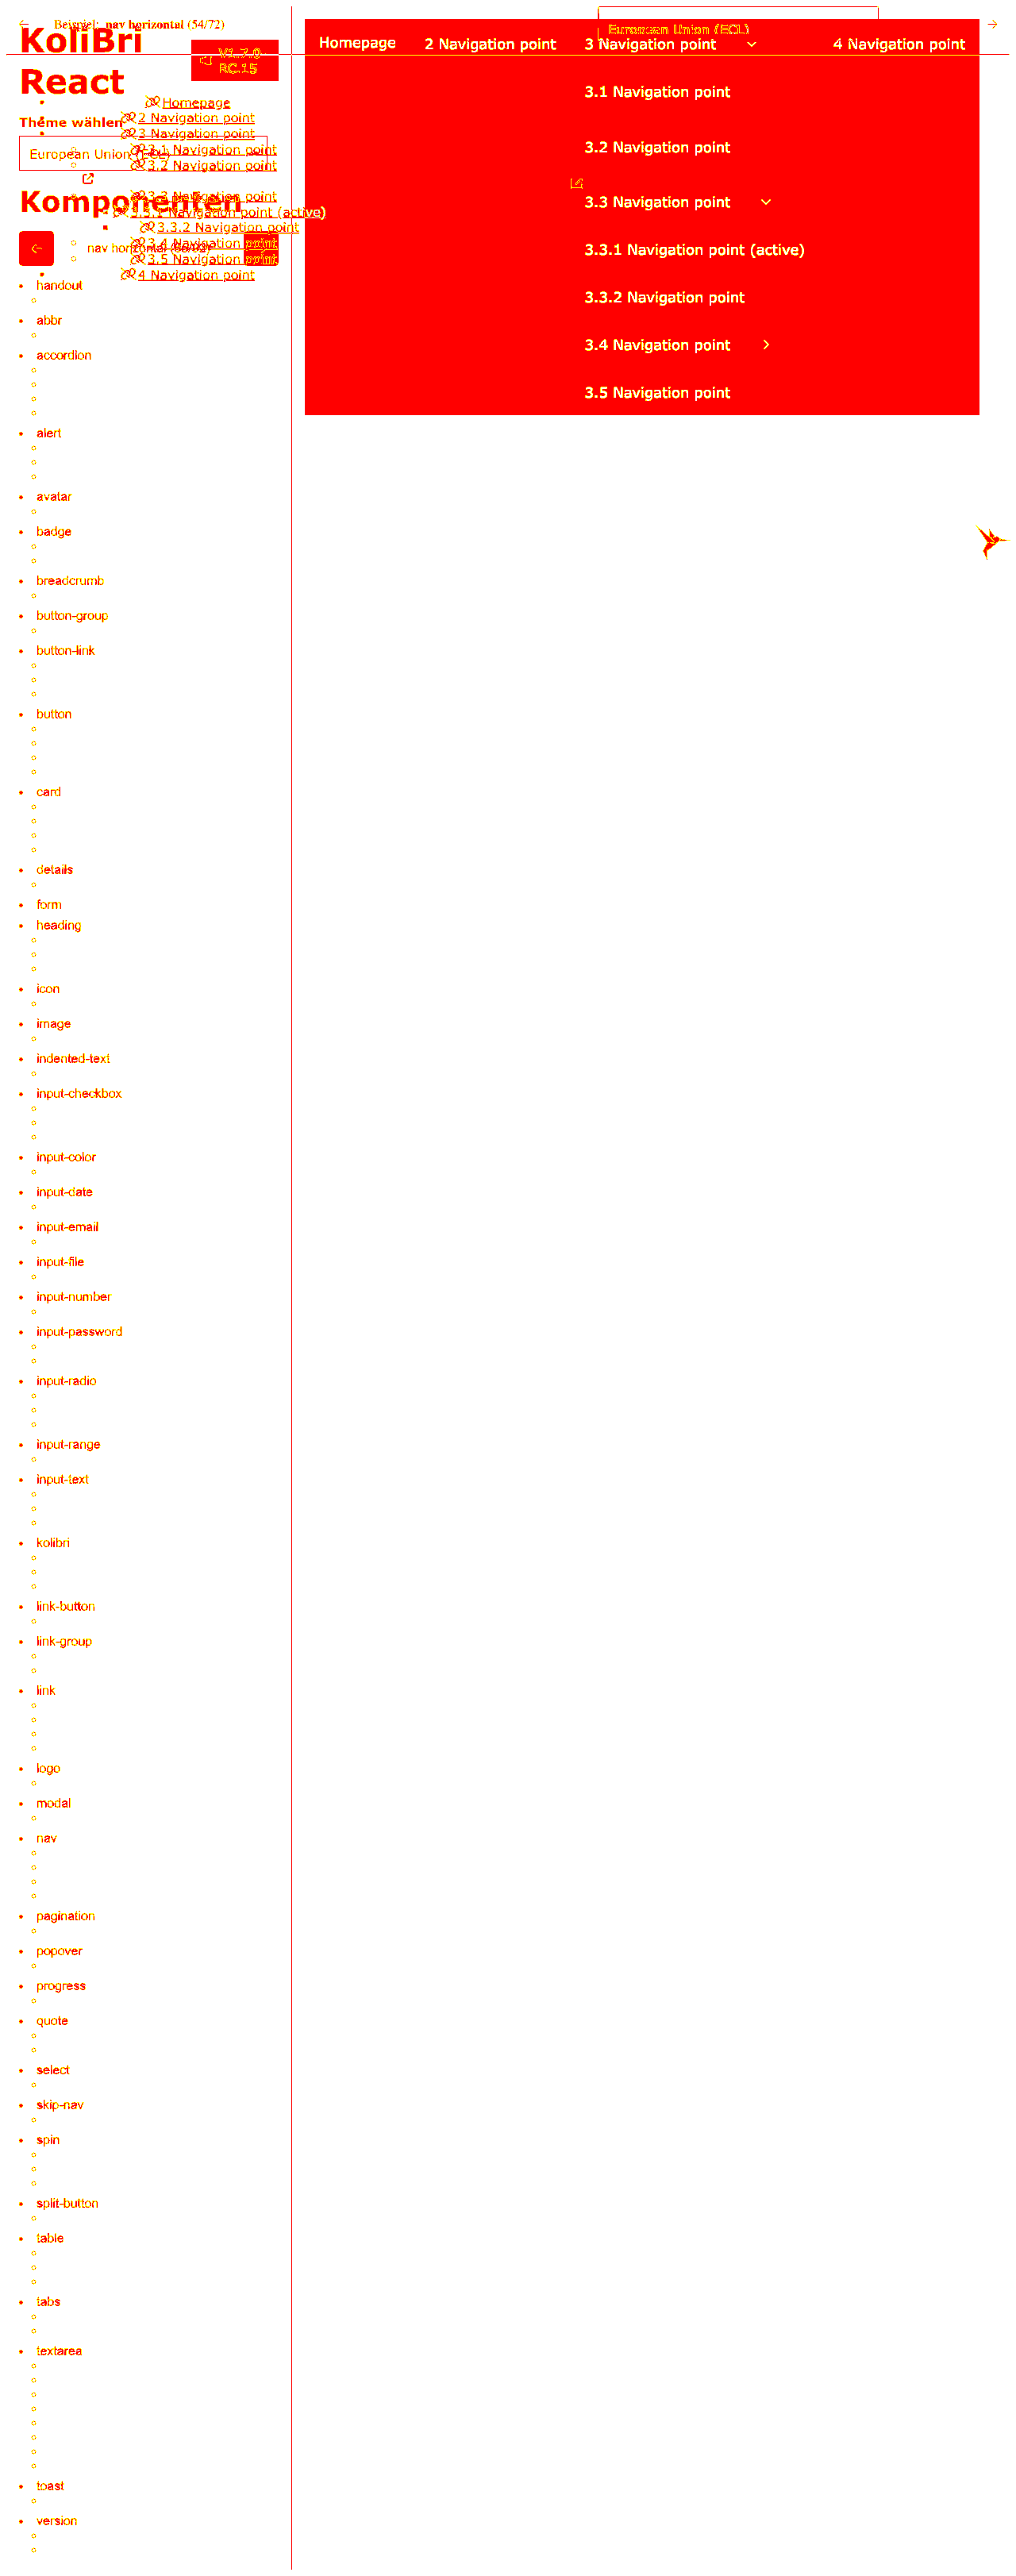 Beispiel: nav horizontal (54/72)
European Union (ECL)
KoliBri
React
Homepage
2 Navigation point
3 Navigation point
4 Navigation point
3.1 Navigation point
3.2 Navigation point
3.3 Navigation point
3.3.1 Navigation point (active)
3.3.2 Navigation point
3.4 Navigation point
3.5 Navigation point
Homepage
Theme wählen
2 Navigation point
3 Navigation point
3.1 Navigation point
European Union (ECL)
3.2 Navigation point
3.3 Navigation point
Komponenten
3.3.1 Navigation point (active)
3.3.2 Navigation point
3.4 Navigation point
nav horizontal
3.5 Navigation point
4 Navigation point
handout
abbr
accordion
alert
avatar
badge
breadcrumb
button-group
button-link
button
card
details
form
heading
icon
image
indented-text
input-checkbox
input-color
input-date
input-email
input-file
input-number
input-password
input-radio
input-range
input-text
kolibri
link-button
link-group
link
logo
modal
nav
pagination
popover
progress
quote
select
skip-nav
spin
split-button
table
tabs
textarea
toast
version